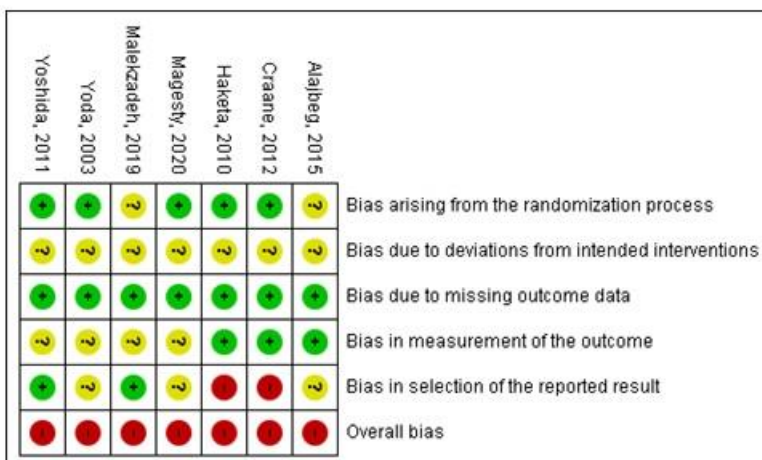 Yoshida, 2011
Yoda, 2003
Malekzadeh, 2019
Magesty, 2020
Haketa, 2010
Craane, 2012
Alajbeg, 2015
+ + ? + + + ? Bias arising from the randomization process
? ? ? ? ? ? ? Bias due to deviations from intended interventions
+ + + + + + + Bias due to missing outcome data
? ? ? ? + + + Bias in measurement of the outcome
+ ? + ? - - ? Bias in selection of the reported result
- - - - - - - Overall bias